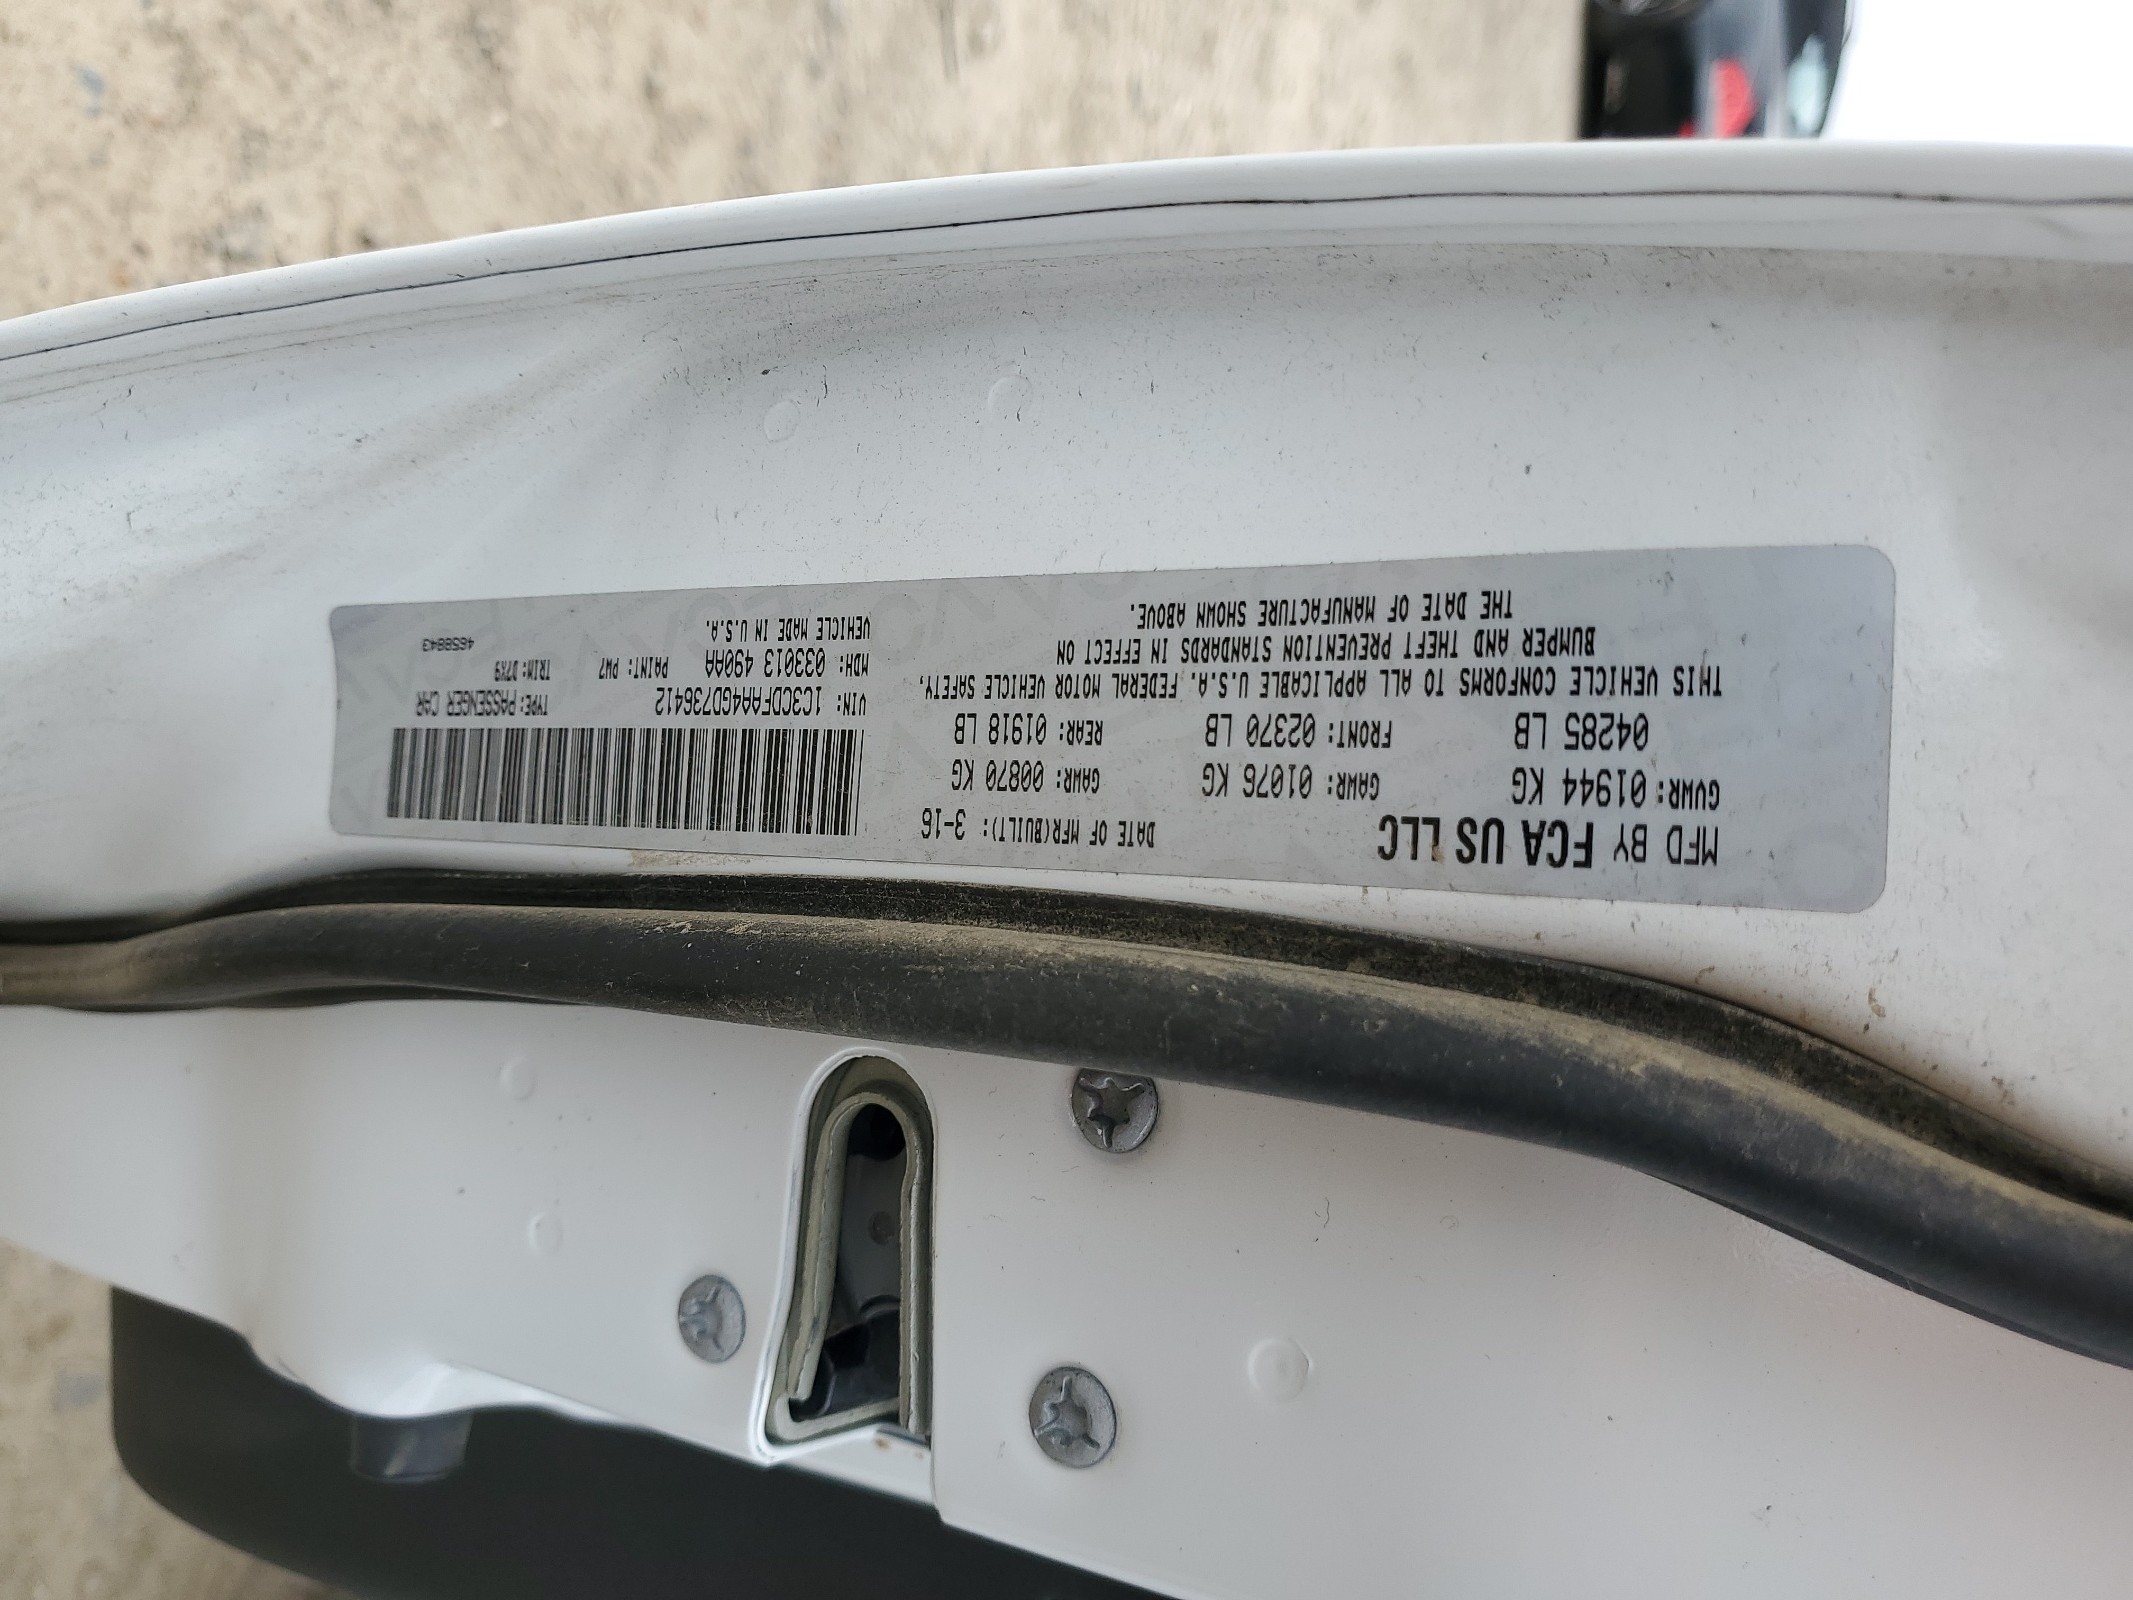 MFD BY FCA US LLC
DATE OF MFR(BUILT): 3-16
GVWR: 01944 KG
GAWR: 01076 KG
GAWR: 00870 KG
04285 LB
FRONT: 02370 LB
REAR: 01918 LB
THIS VEHICLE CONFORMS TO ALL APPLICABLE U.S.A. FEDERAL MOTOR VEHICLE SAFETY,
BUMPER AND THEFT PREVENTION STANDARDS IN EFFECT ON
THE DATE OF MANUFACTURE SHOWN ABOVE.
VIN: 1C3CDFAA4GD736412
TYPE: PASSENGER CAR
MDH: 033013 490AA PAINT: PW7 TRIM: D7X9
VEHICLE MADE IN U.S.A.
4658843